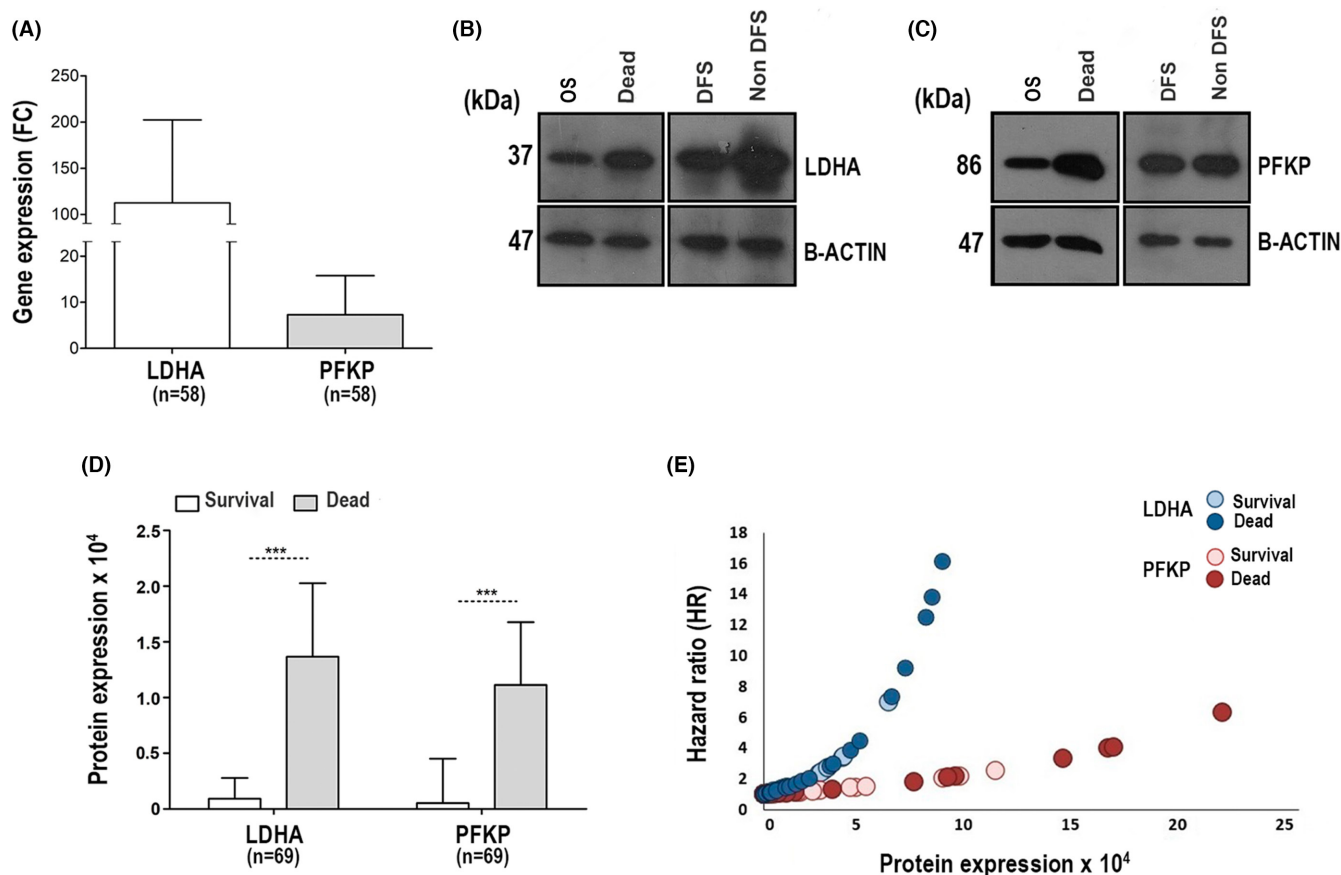 (A)
Gene expression (FC)
250
200
150
100
20
10
0
LDHA
(n=58)
PFKP
(n=58)
(B)
(kDa)
OS
Dead
DFS
Non DFS
37
LDHA
47
B-ACTIN
(C)
(kDa)
OS
Dead
DFS
Non DFS
86
PFKP
47
B-ACTIN
(D)
Survival
Dead
Protein expression x 10⁴
2.5
2.0
1.5
1.0
0.5
0
***
***
LDHA
(n=69)
PFKP
(n=69)
(E)
LDHA
Survival
Dead
PFKP
Survival
Dead
Hazard ratio (HR)
18
16
14
12
10
8
6
4
2
0
0 5 10 15 20 25
Protein expression x 10⁴